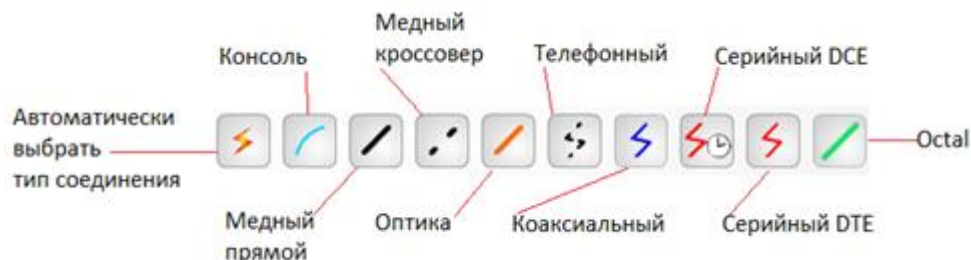 Медный
кроссовер
Консоль
Телефонный
Серийный DCE
Автоматически
выбрать
тип соединения
Octal
Медный
прямой
Оптика
Коаксиальный
Серийный DTE